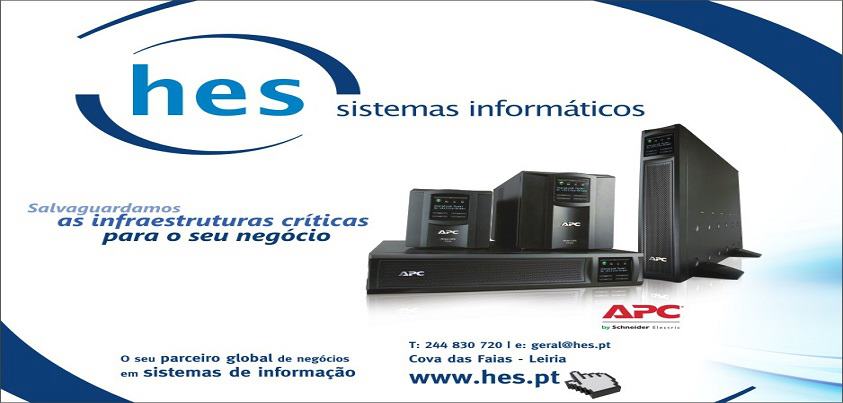 hes
sistemas informáticos
Salvaguardamos
as infraestruturas críticas
para o seu negócio
APC
APC
APC
APC
APC
by Schneider Electric
O seu parceiro global de negócios
em sistemas de informação
T: 244 830 720 | e: geral@hes.pt
Cova das Faias - Leiria
www.hes.pt